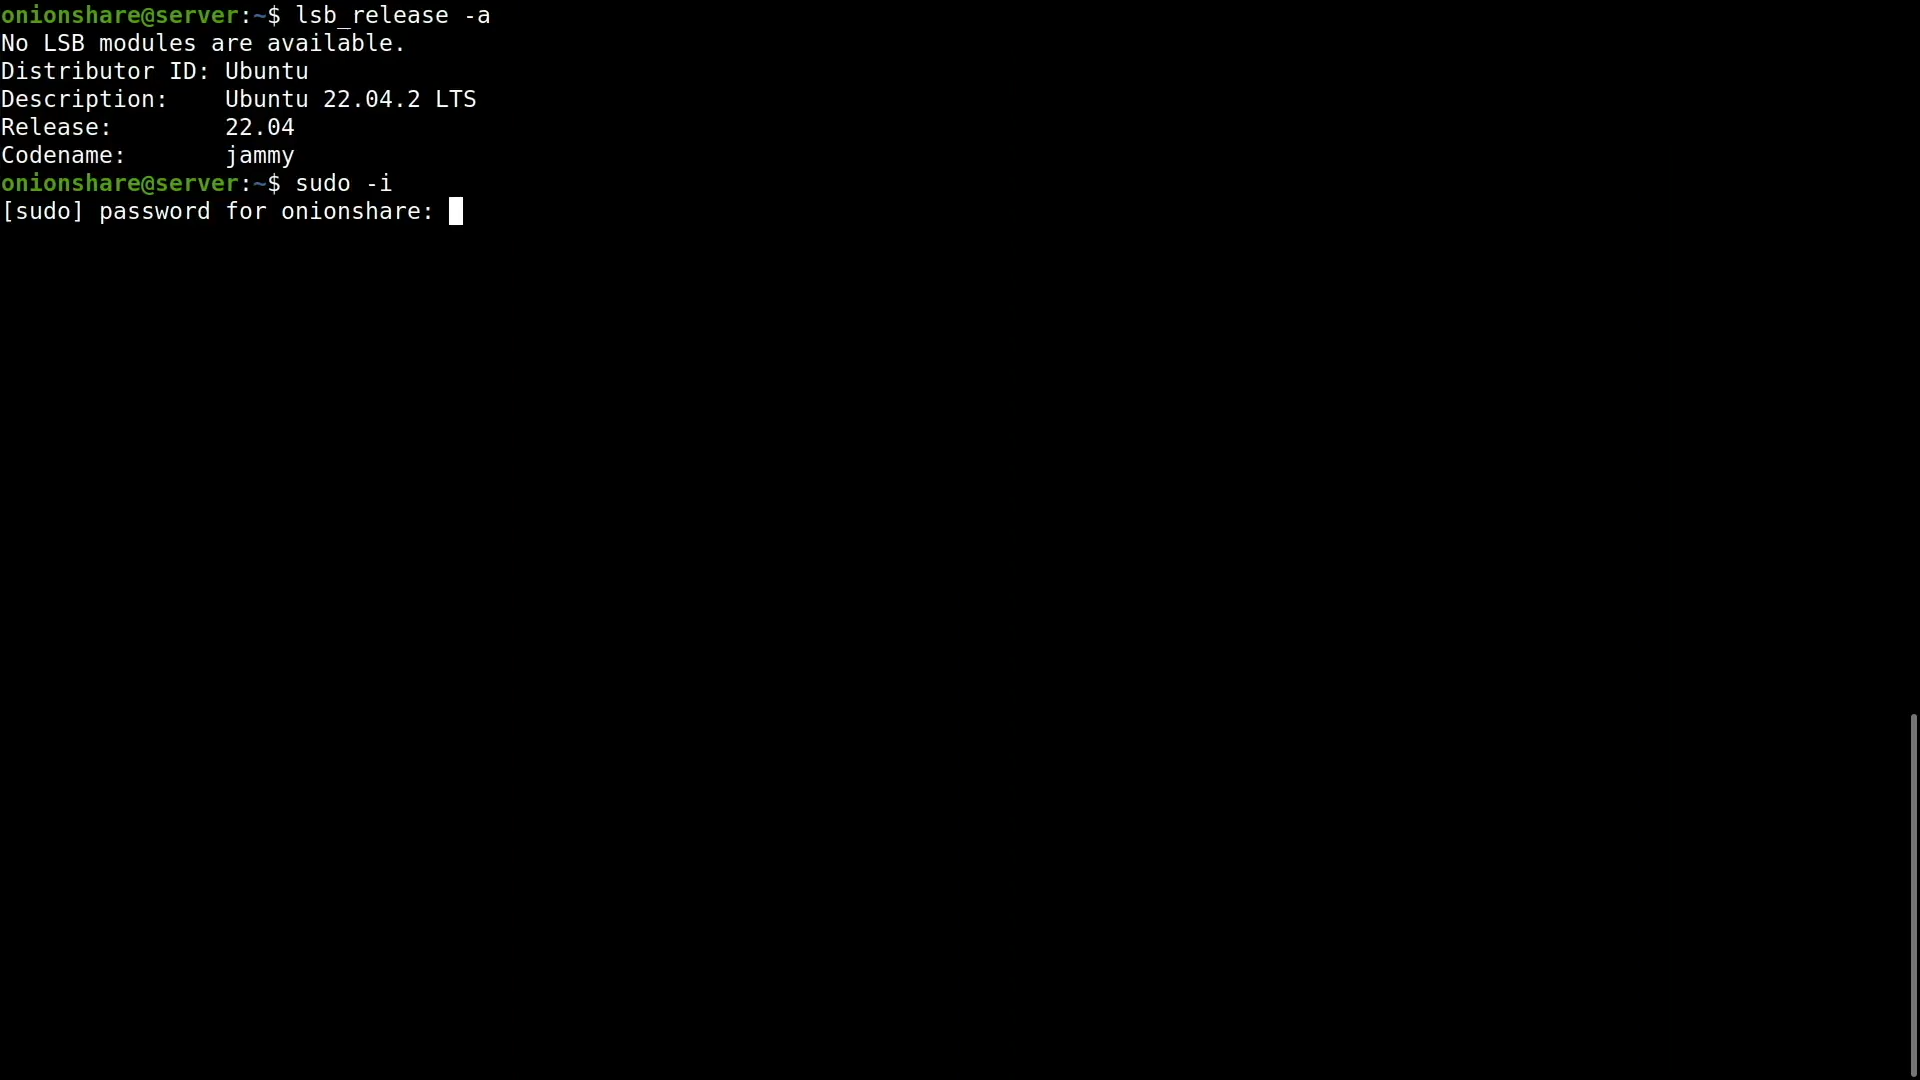 onionshare@server:~$ lsb_release -a
No LSB modules are available.
Distributor ID: Ubuntu
Description:    Ubuntu 22.04.2 LTS
Release:        22.04
Codename:       jammy
onionshare@server:~$ sudo -i
[sudo] password for onionshare: